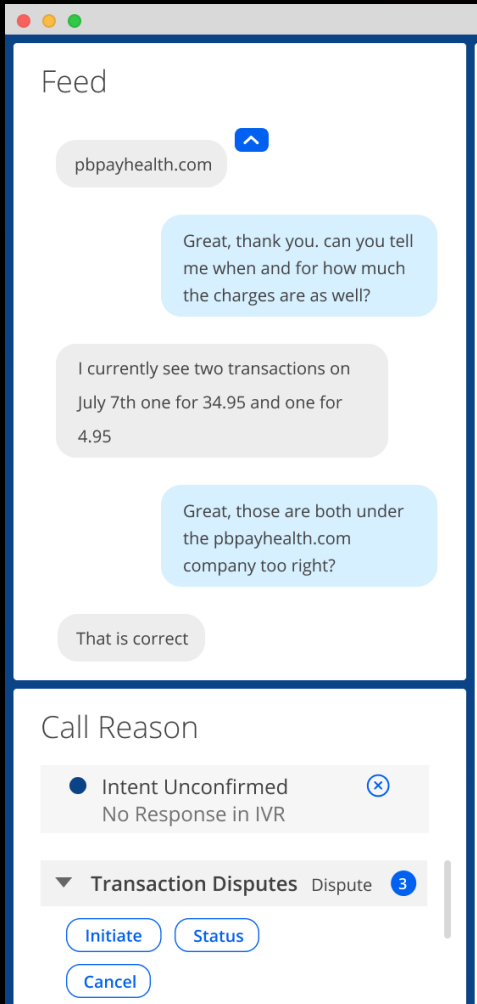 Feed
pbpayhealth.com
Great, thank you. can you tell
me when and for how much
the charges are as well?
I currently see two transactions on
July 7th one for 34.95 and one for
4.95
Great, those are both under
the pbpayhealth.com
company too right?
That is correct
Call Reason
Intent Unconfirmed
No Response in IVR
Transaction Disputes Dispute 3
Initiate Status
Cancel